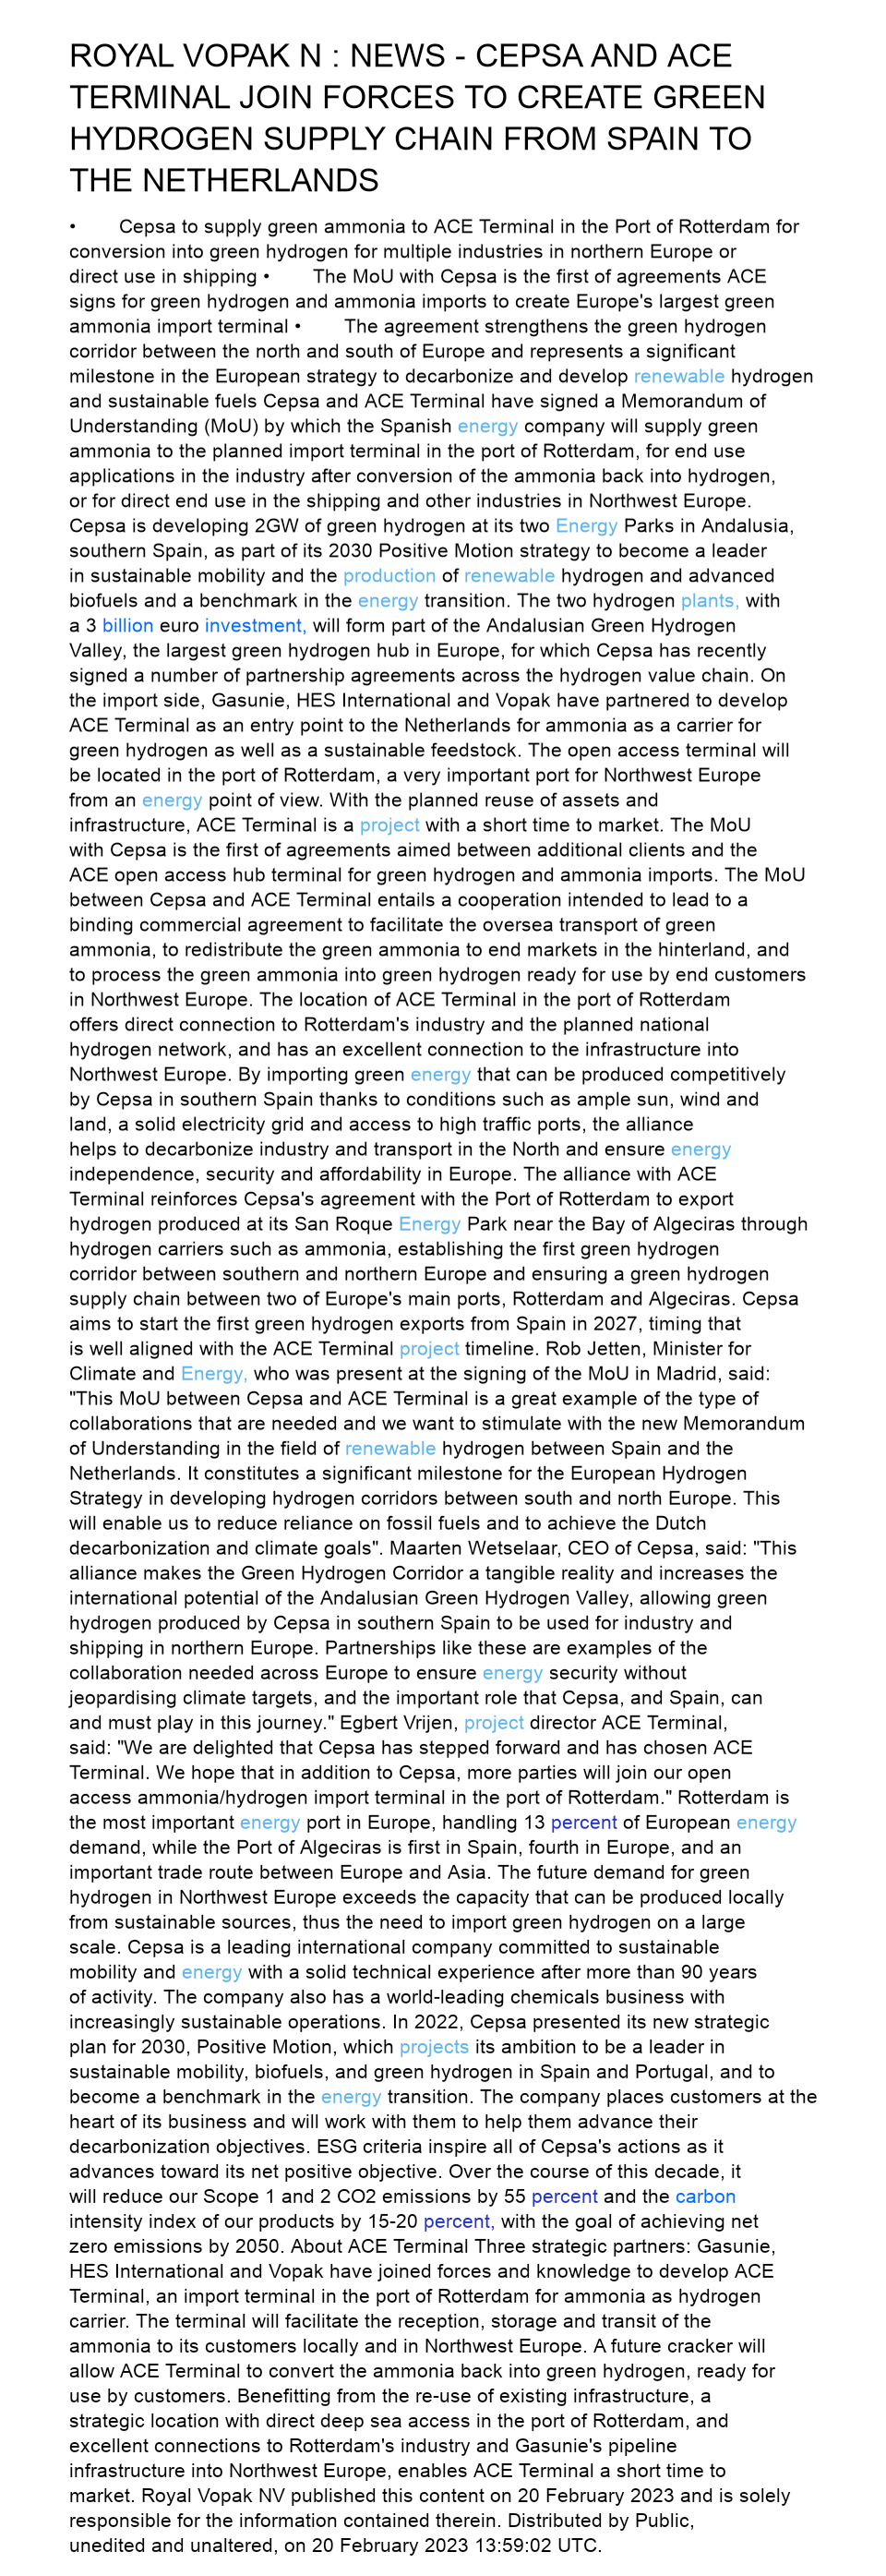 ROYAL VOPAK N : NEWS - CEPSA AND ACE
TERMINAL JOIN FORCES TO CREATE GREEN
HYDROGEN SUPPLY CHAIN FROM SPAIN TO
THE NETHERLANDS
• Cepsa to supply green ammonia to ACE Terminal in the Port of Rotterdam for
conversion into green hydrogen for multiple industries in northern Europe or
direct use in shipping • The MoU with Cepsa is the first of agreements ACE
signs for green hydrogen and ammonia imports to create Europe's largest green
ammonia import terminal • The agreement strengthens the green hydrogen
corridor between the north and south of Europe and represents a significant
milestone in the European strategy to decarbonize and develop renewable hydrogen
and sustainable fuels Cepsa and ACE Terminal have signed a Memorandum of
Understanding (MoU) by which the Spanish energy company will supply green
ammonia to the planned import terminal in the port of Rotterdam, for end use
applications in the industry after conversion of the ammonia back into hydrogen,
or for direct end use in the shipping and other industries in Northwest Europe.
Cepsa is developing 2GW of green hydrogen at its two Energy Parks in Andalusia,
southern Spain, as part of its 2030 Positive Motion strategy to become a leader
in sustainable mobility and the production of renewable hydrogen and advanced
biofuels and a benchmark in the energy transition. The two hydrogen plants, with
a 3 billion euro investment, will form part of the Andalusian Green Hydrogen
Valley, the largest green hydrogen hub in Europe, for which Cepsa has recently
signed a number of partnership agreements across the hydrogen value chain. On
the import side, Gasunie, HES International and Vopak have partnered to develop
ACE Terminal as an entry point to the Netherlands for ammonia as a carrier for
green hydrogen as well as a sustainable feedstock. The open access terminal will
be located in the port of Rotterdam, a very important port for Northwest Europe
from an energy point of view. With the planned reuse of assets and
infrastructure, ACE Terminal is a project with a short time to market. The MoU
with Cepsa is the first of agreements aimed between additional clients and the
ACE open access hub terminal for green hydrogen and ammonia imports. The MoU
between Cepsa and ACE Terminal entails a cooperation intended to lead to a
binding commercial agreement to facilitate the oversea transport of green
ammonia, to redistribute the green ammonia to end markets in the hinterland, and
to process the green ammonia into green hydrogen ready for use by end customers
in Northwest Europe. The location of ACE Terminal in the port of Rotterdam
offers direct connection to Rotterdam's industry and the planned national
hydrogen network, and has an excellent connection to the infrastructure into
Northwest Europe. By importing green energy that can be produced competitively
by Cepsa in southern Spain thanks to conditions such as ample sun, wind and
land, a solid electricity grid and access to high traffic ports, the alliance
helps to decarbonize industry and transport in the North and ensure energy
independence, security and affordability in Europe. The alliance with ACE
Terminal reinforces Cepsa's agreement with the Port of Rotterdam to export
hydrogen produced at its San Roque Energy Park near the Bay of Algeciras through
hydrogen carriers such as ammonia, establishing the first green hydrogen
corridor between southern and northern Europe and ensuring a green hydrogen
supply chain between two of Europe's main ports, Rotterdam and Algeciras. Cepsa
aims to start the first green hydrogen exports from Spain in 2027, timing that
is well aligned with the ACE Terminal project timeline. Rob Jetten, Minister for
Climate and Energy, who was present at the signing of the MoU in Madrid, said:
"This MoU between Cepsa and ACE Terminal is a great example of the type of
collaborations that are needed and we want to stimulate with the new Memorandum
of Understanding in the field of renewable hydrogen between Spain and the
Netherlands. It constitutes a significant milestone for the European Hydrogen
Strategy in developing hydrogen corridors between south and north Europe. This
will enable us to reduce reliance on fossil fuels and to achieve the Dutch
decarbonization and climate goals". Maarten Wetselaar, CEO of Cepsa, said: "This
alliance makes the Green Hydrogen Corridor a tangible reality and increases the
international potential of the Andalusian Green Hydrogen Valley, allowing green
hydrogen produced by Cepsa in southern Spain to be used for industry and
shipping in northern Europe. Partnerships like these are examples of the
collaboration needed across Europe to ensure energy security without
jeopardising climate targets, and the important role that Cepsa, and Spain, can
and must play in this journey." Egbert Vrijen, project director ACE Terminal,
said: "We are delighted that Cepsa has stepped forward and has chosen ACE
Terminal. We hope that in addition to Cepsa, more parties will join our open
access ammonia/hydrogen import terminal in the port of Rotterdam." Rotterdam is
the most important energy port in Europe, handling 13 percent of European energy
demand, while the Port of Algeciras is first in Spain, fourth in Europe, and an
important trade route between Europe and Asia. The future demand for green
hydrogen in Northwest Europe exceeds the capacity that can be produced locally
from sustainable sources, thus the need to import green hydrogen on a large
scale. Cepsa is a leading international company committed to sustainable
mobility and energy with a solid technical experience after more than 90 years
of activity. The company also has a world-leading chemicals business with
increasingly sustainable operations. In 2022, Cepsa presented its new strategic
plan for 2030, Positive Motion, which projects its ambition to be a leader in
sustainable mobility, biofuels, and green hydrogen in Spain and Portugal, and to
become a benchmark in the energy transition. The company places customers at the
heart of its business and will work with them to help them advance their
decarbonization objectives. ESG criteria inspire all of Cepsa's actions as it
advances toward its net positive objective. Over the course of this decade, it
will reduce our Scope 1 and 2 CO2 emissions by 55 percent and the carbon
intensity index of our products by 15-20 percent, with the goal of achieving net
zero emissions by 2050. About ACE Terminal Three strategic partners: Gasunie,
HES International and Vopak have joined forces and knowledge to develop ACE
Terminal, an import terminal in the port of Rotterdam for ammonia as hydrogen
carrier. The terminal will facilitate the reception, storage and transit of the
ammonia to its customers locally and in Northwest Europe. A future cracker will
allow ACE Terminal to convert the ammonia back into green hydrogen, ready for
use by customers. Benefitting from the re-use of existing infrastructure, a
strategic location with direct deep sea access in the port of Rotterdam, and
excellent connections to Rotterdam's industry and Gasunie's pipeline
infrastructure into Northwest Europe, enables ACE Terminal a short time to
market. Royal Vopak NV published this content on 20 February 2023 and is solely
responsible for the information contained therein. Distributed by Public,
unedited and unaltered, on 20 February 2023 13:59:02 UTC.